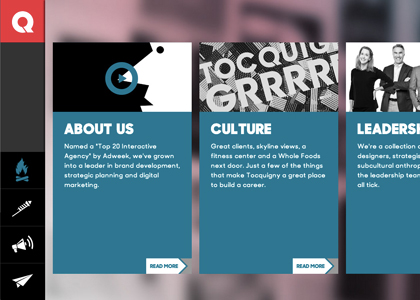 TOCQUIG
GRRRR
ABOUT US
Named a "Top 20 Interactive
Agency" by Adweek, we've grown
into a leader in brand development,
strategic planning and digital
marketing.
READ MORE
CULTURE
Great clients, skyline views, a
fitness center and a Whole Foods
next door. Just a few of the things
that make Tocquigny a great place
to build a career.
READ MORE
LEADERS
We're a collection
designers, strategi
subcultural anthrop
the leadership tean
all tick.